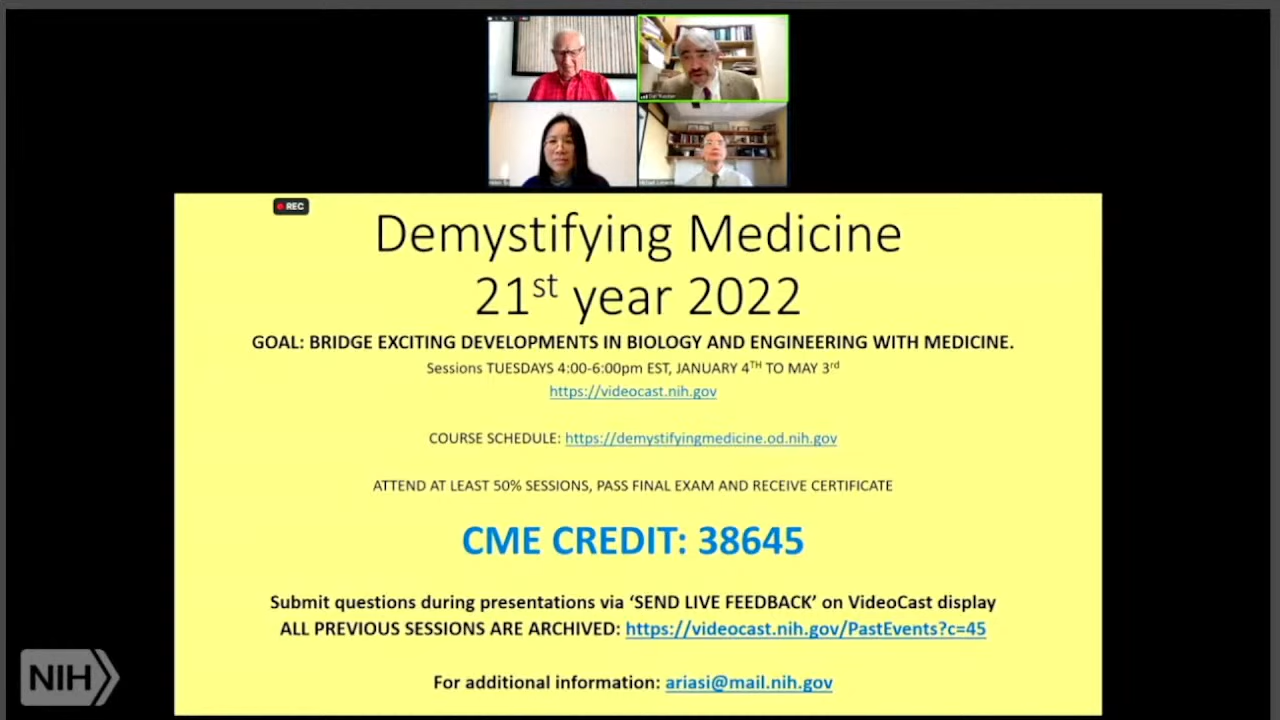 REC
Demystifying Medicine
21st year 2022
GOAL: BRIDGE EXCITING DEVELOPMENTS IN BIOLOGY AND ENGINEERING WITH MEDICINE.
Sessions TUESDAYS 4:00-6:00pm EST, JANUARY 4TH TO MAY 3rd
https://videocast.nih.gov
COURSE SCHEDULE: https://demystifyingmedicine.od.nih.gov
ATTEND AT LEAST 50% SESSIONS, PASS FINAL EXAM AND RECEIVE CERTIFICATE
CME CREDIT: 38645
Submit questions during presentations via ‘SEND LIVE FEEDBACK’ on VideoCast display
ALL PREVIOUS SESSIONS ARE ARCHIVED: https://videocast.nih.gov/PastEvents?c=45
For additional information: ariasi@mail.nih.gov
NIH